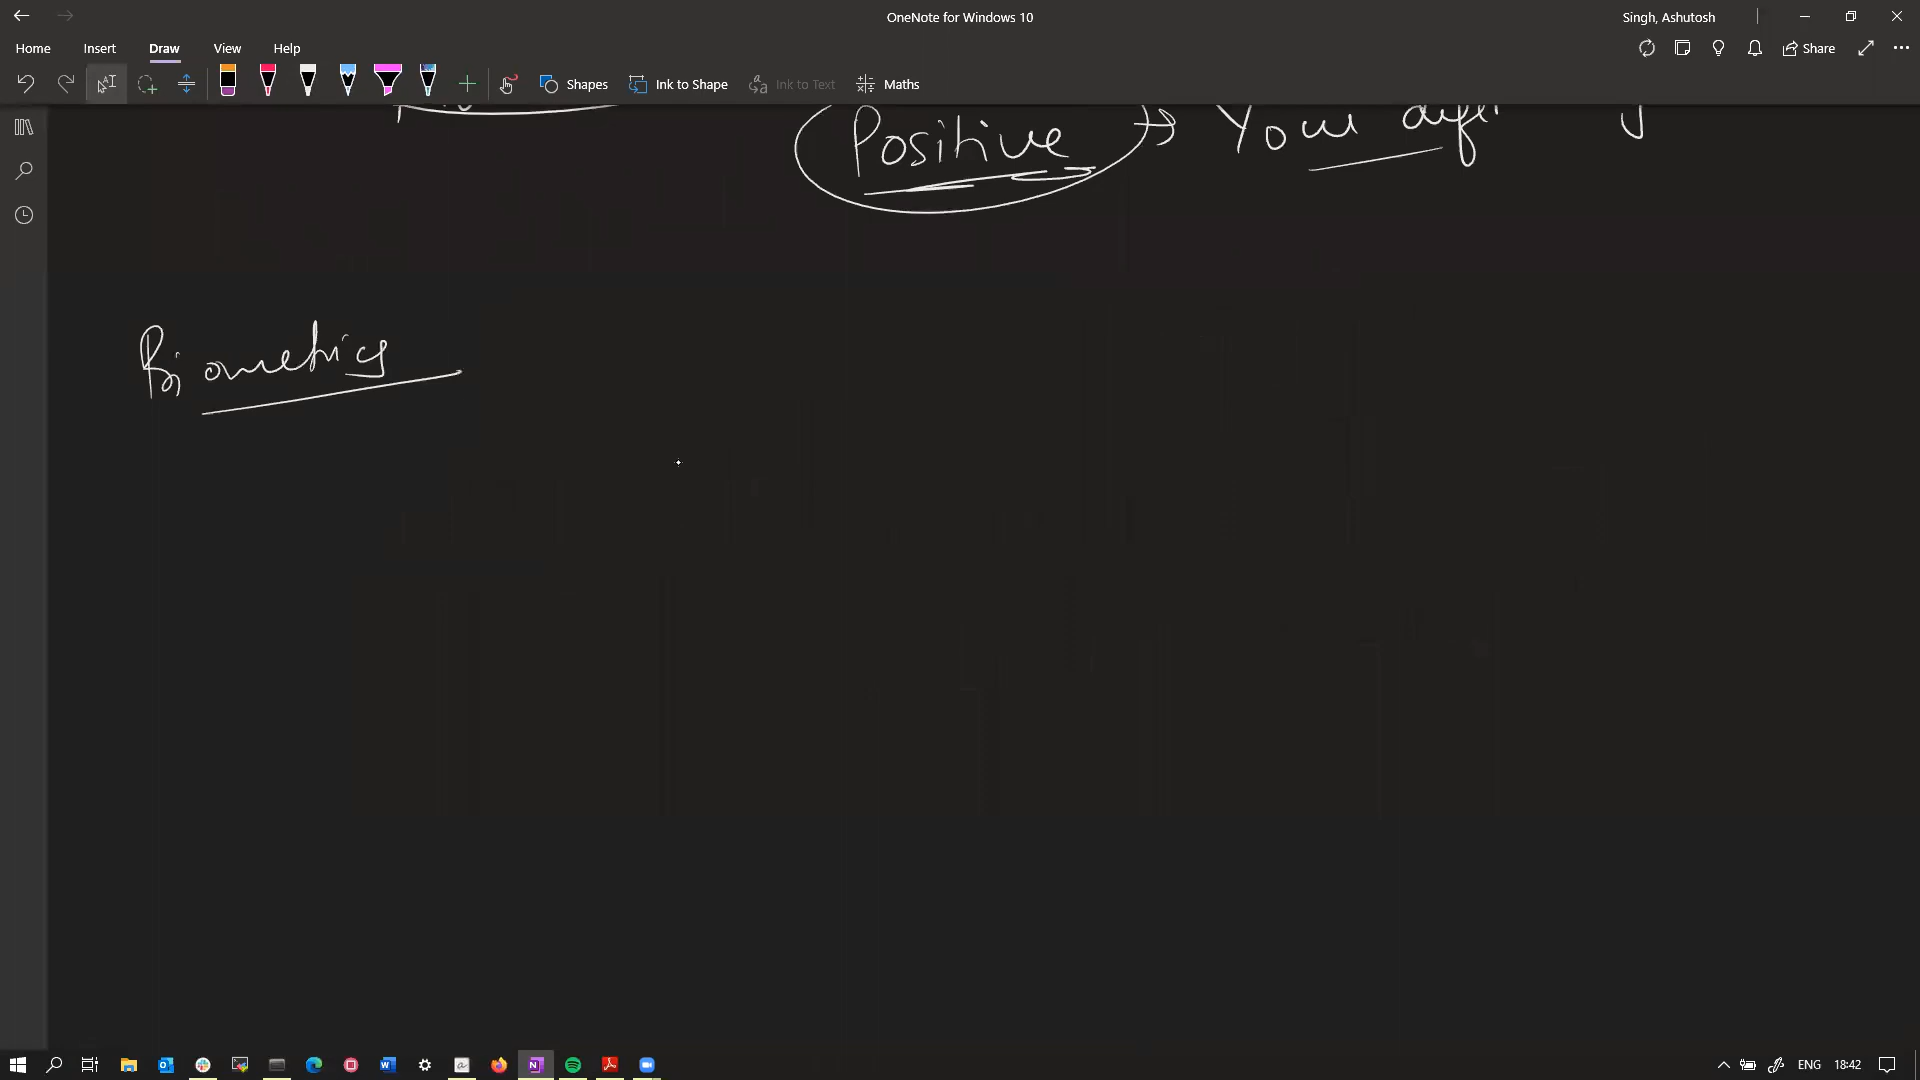 OneNote for Windows 10
Singh, Ashutosh
Home Insert Draw View Help
Share
Shapes Ink to Shape Ink to Text Maths
Positive → Your
Biometrics
ENG 18:42